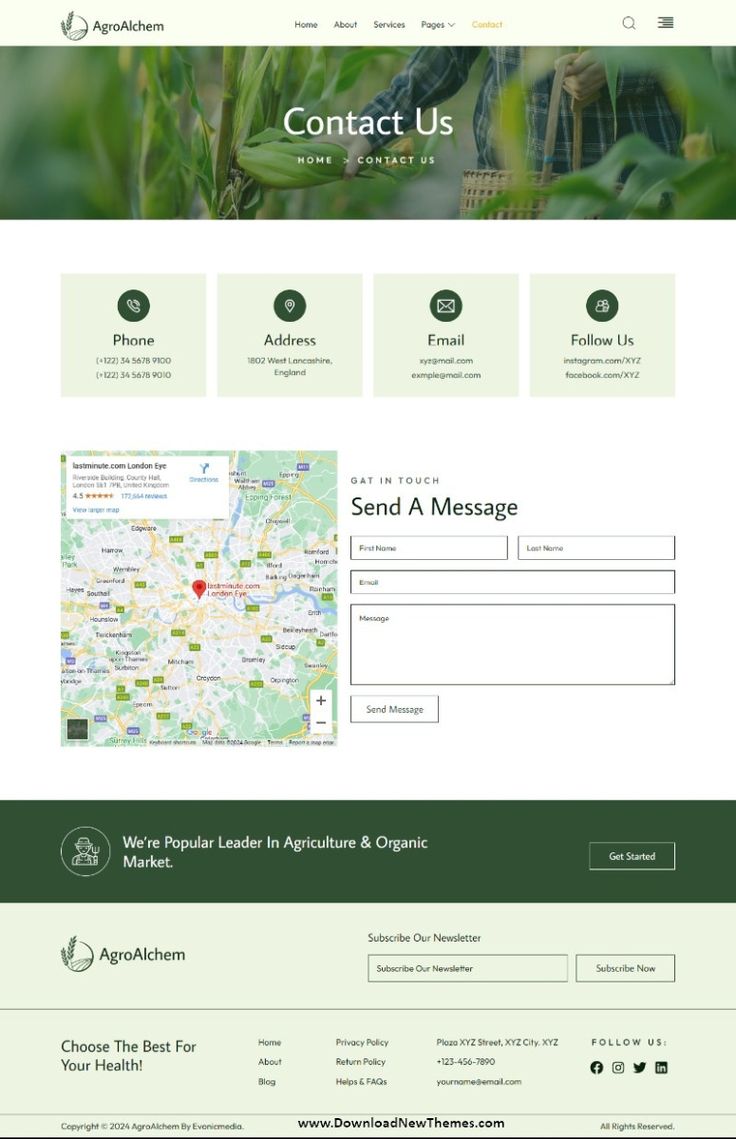 AgroAlchem
Home About Services Pages Contact
Contact Us
HOME > CONTACT US
Phone
(+122) 34 5678 9100
(+122) 34 5678 9010
Address
1802 West Lancashire,
England
Email
xyz@mail.com
exmple@mail.com
Follow Us
instagram.com/XYZ
facebook.com/XYZ
lastminute.com London Eye
Riverside Building, County Hall,
London SE1 7PB, United Kingdom
4.5 172,664 reviews
View larger map
Directions
Epping
Waltham
Abbey
Epping Forest
Chigwell
Edgware
Harrow
Romford
Wembley
Ilford
Greenford
Barking
Dagenham
Hayes
Southall
Rainham
lastminute.com
London Eye
Erith
Hounslow
Bexleyheath
Twickenham
Sidcup
Kingston
upon Thames
Surbiton
Mitcham
Bromley
Swanley
Croydon
Orpington
Sutton
Epsom
Surrey Hills
Google
Keyboard shortcuts Map data ©2024 Google Terms Report a map error
GAT IN TOUCH
Send A Message
First Name
Last Name
Email
Message
Send Message
We're Popular Leader In Agriculture & Organic
Market.
Get Started
AgroAlchem
Subscribe Our Newsletter
Subscribe Our Newsletter
Subscribe Now
Choose The Best For
Your Health!
Home
About
Blog
Privacy Policy
Return Policy
Helps & FAQs
Plaza XYZ Street, XYZ City. XYZ
+123-456-7890
yourname@email.com
FOLLOW US:
Copyright © 2024 AgroAlchem By Evonicmedia.
www.DownloadNewThemes.com
All Rights Reserved.